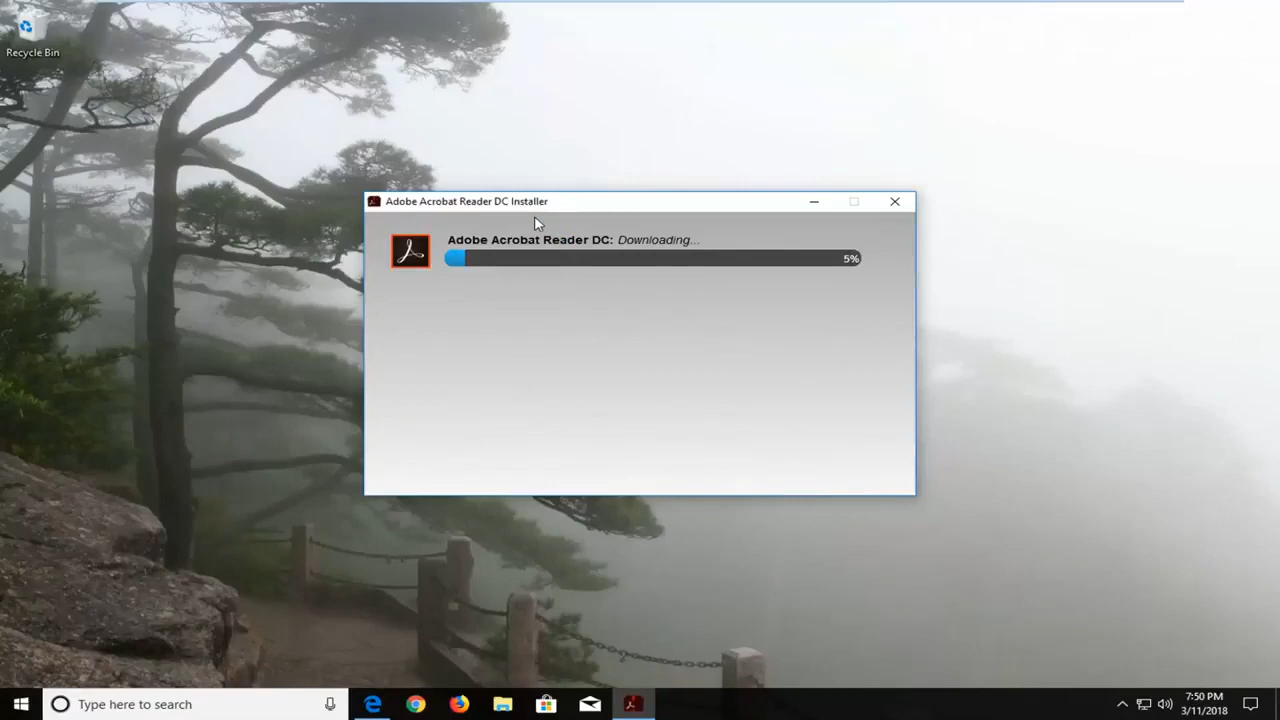 Recycle Bin
Adobe Acrobat Reader DC Installer
Adobe Acrobat Reader DC: Downloading...
5%
Type here to search
7:50 PM
3/11/2018